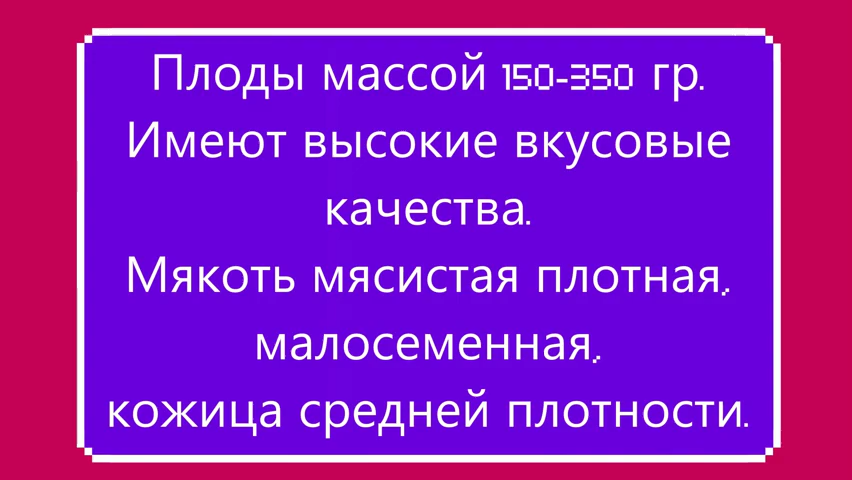 Плоды массой 150-350 гр.
Имеют высокие вкусовые
качества.
Мякоть мясистая плотная,
малосеменная,
кожица средней плотности.